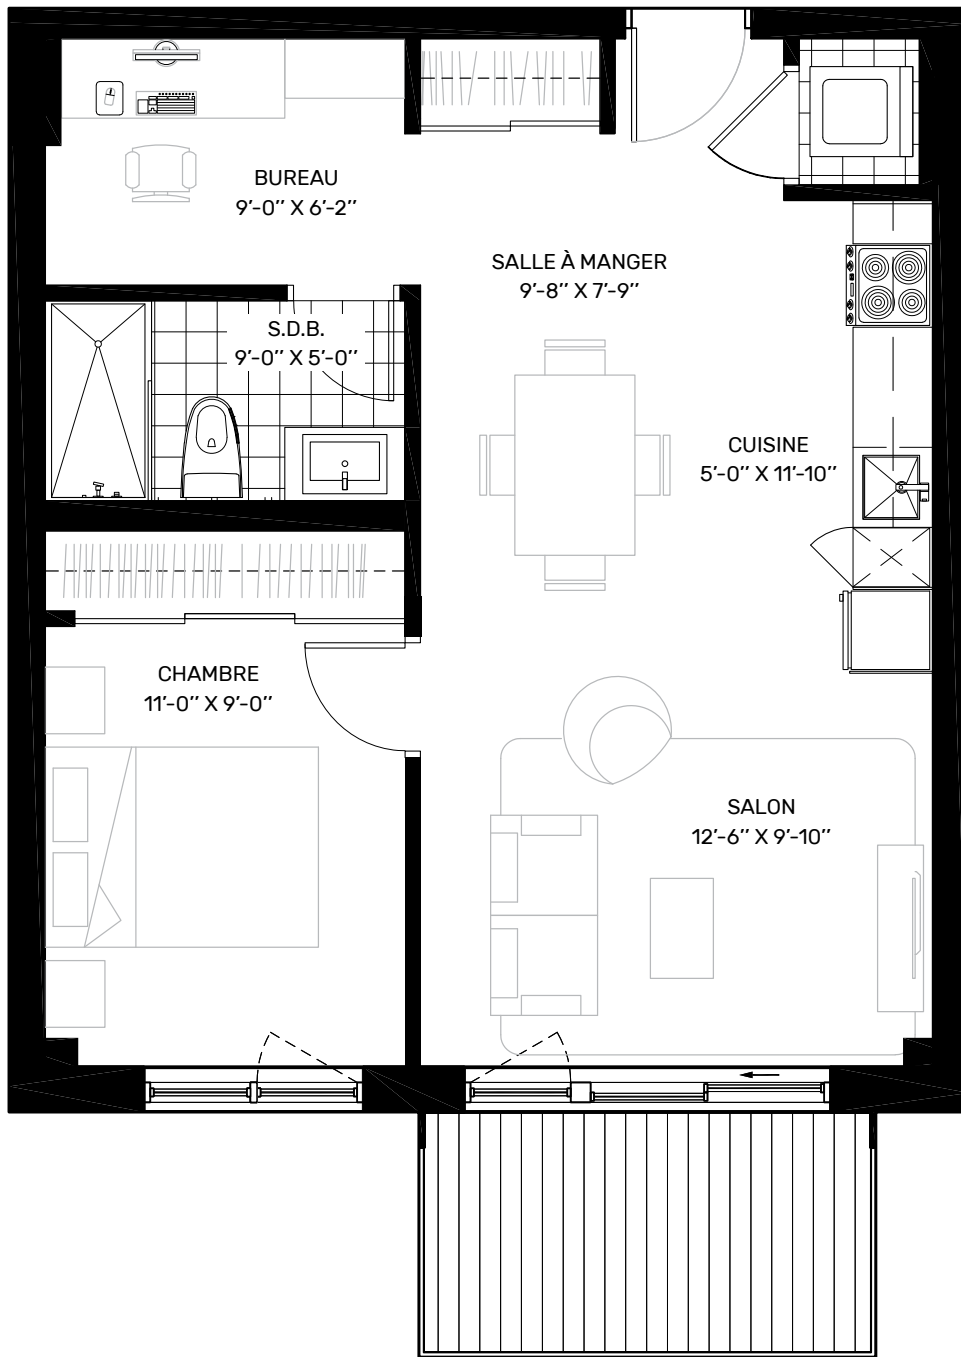 BUREAU
9'-0'' X 6'-2''
SALLE À MANGER
9'-8'' X 7'-9''
S.D.B.
9'-0'' X 5'-0''
CUISINE
5'-0'' X 11'-10''
CHAMBRE
11'-0'' X 9'-0''
SALON
12'-6'' X 9'-10''